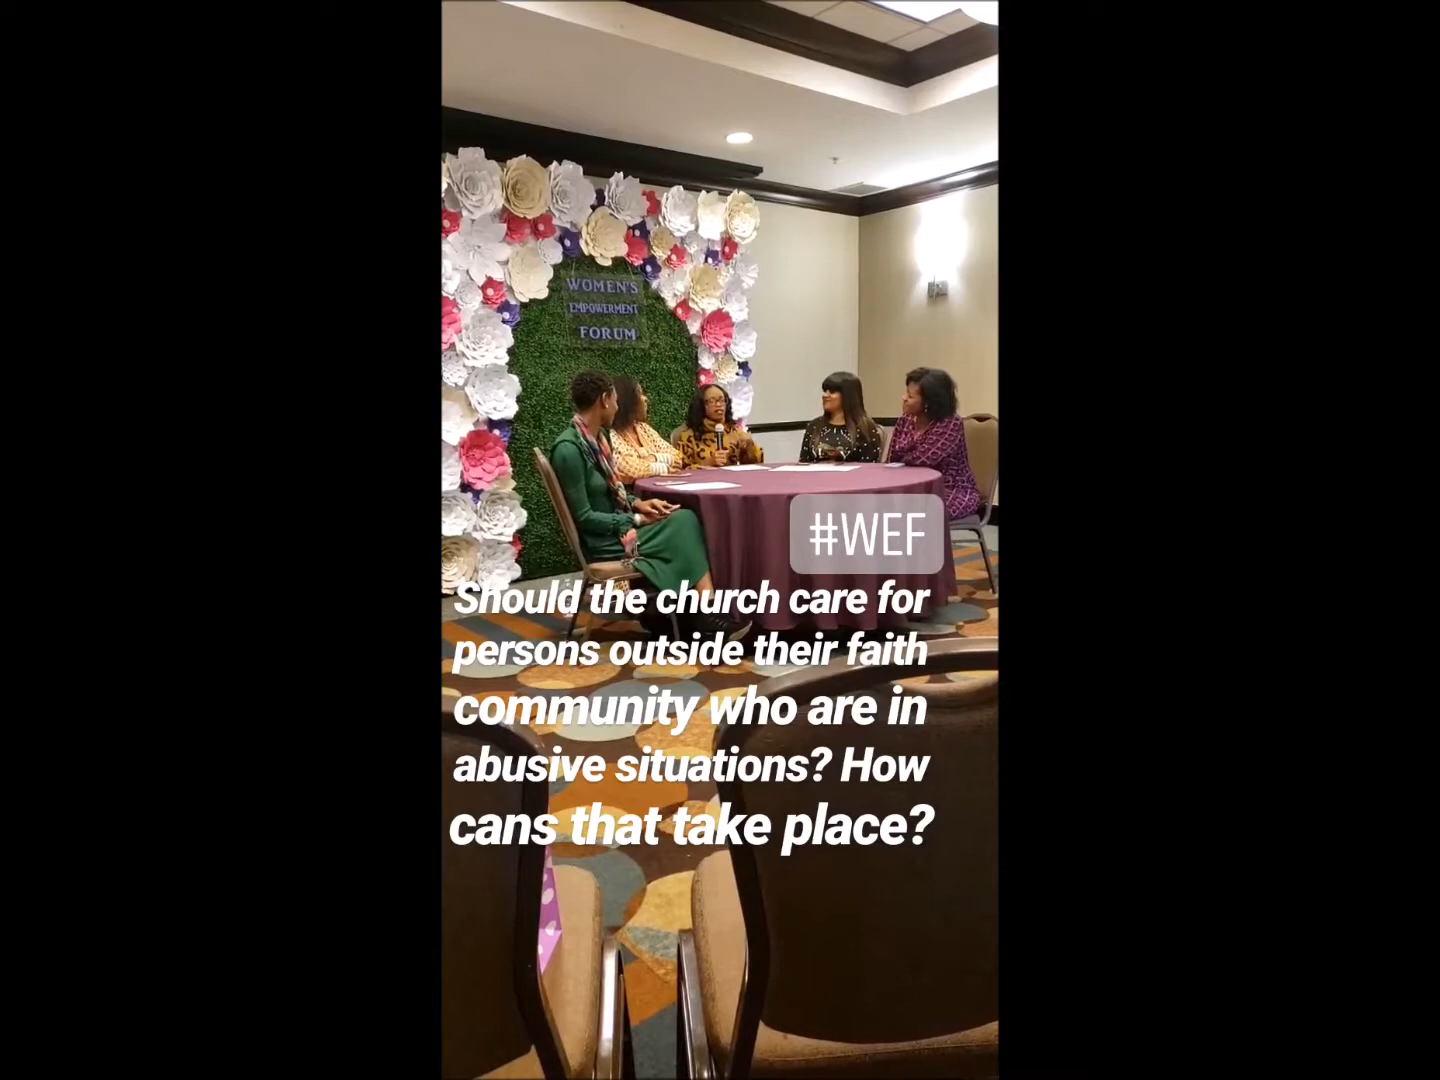 WOMEN'S
EMPOWERMENT
FORUM
#WEF
Should the church care for
persons outside their faith
community who are in
abusive situations? How
cans that take place?